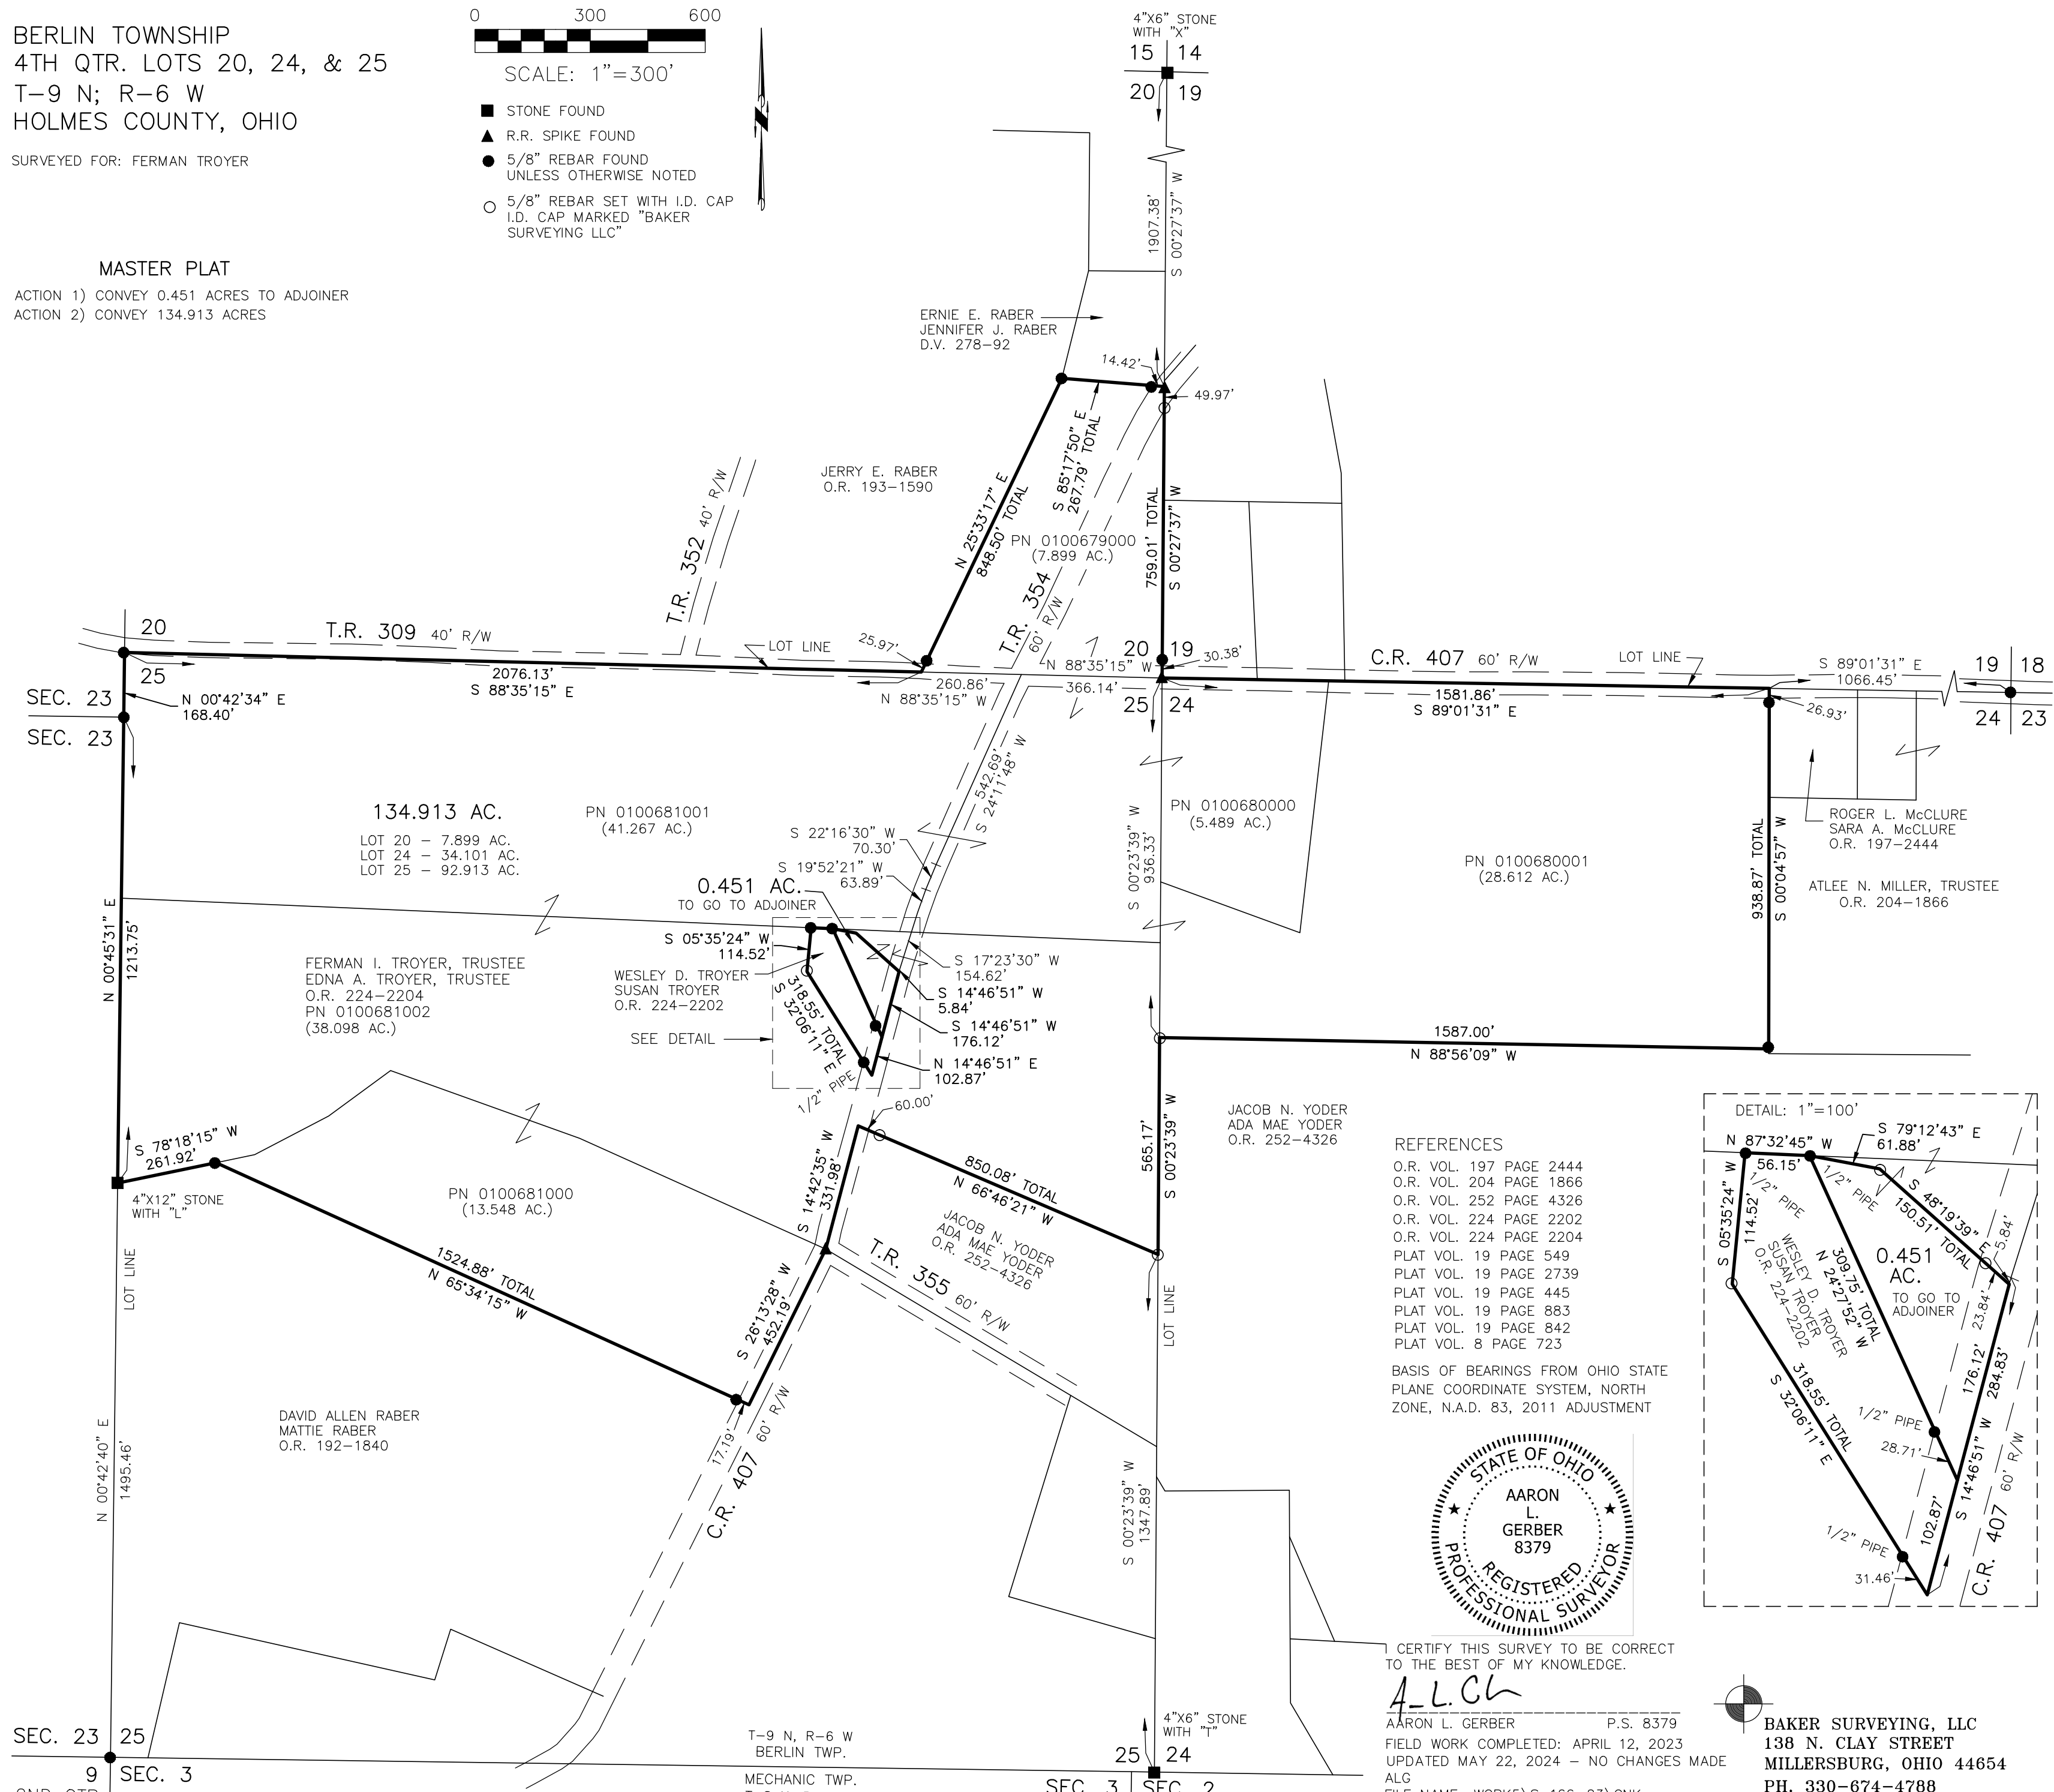 BERLIN TOWNSHIP
4TH QTR. LOTS 20, 24, & 25
T-9 N; R-6 W
HOLMES COUNTY, OHIO
SURVEYED FOR: FERMAN TROYER
MASTER PLAT
ACTION 1) CONVEY 0.451 ACRES TO ADJOINER
ACTION 2) CONVEY 134.913 ACRES
0 300 600
SCALE: 1"=300'
STONE FOUND
R.R. SPIKE FOUND
5/8" REBAR FOUND
UNLESS OTHERWISE NOTED
5/8" REBAR SET WITH I.D. CAP
I.D. CAP MARKED "BAKER
SURVEYING LLC"
4"X6" STONE
WITH "X"
15 14
20 19
1907.38'
S 00°27'37" W
ERNIE E. RABER
JENNIFER J. RABER
D.V. 278-92
14.42'
49.97'
S 85°17'50" E
267.79' TOTAL
JERRY E. RABER
O.R. 193-1590
N 25°33'17" E
848.50' TOTAL
PN 0100679000
(7.899 AC.)
759.01' TOTAL
S 00°27'37" W
T.R. 352 40' R/W
T.R. 354
60' R/W
20
25
T.R. 309 40' R/W
LOT LINE
25.97'
2076.13'
S 88°35'15" E
260.86'
N 88°35'15" W
N 88°35'15" W
366.14'
20 19
25 24
30.38'
C.R. 407 60' R/W
LOT LINE
1581.86'
S 89°01'31" E
S 89°01'31" E
1066.45'
19 18
24 23
26.93'
SEC. 23
SEC. 23
N 00°42'34" E
168.40'
134.913 AC.
LOT 20 - 7.899 AC.
LOT 24 - 34.101 AC.
LOT 25 - 92.913 AC.
PN 0100681001
(41.267 AC.)
542.69'
S 24°11'48" W
S 22°16'30" W
70.30'
S 19°52'21" W
63.89'
0.451 AC.
TO GO TO ADJOINER
S 00°23'39" W
936.33'
PN 0100680000
(5.489 AC.)
PN 0100680001
(28.612 AC.)
938.87' TOTAL
S 00°04'57" W
ROGER L. McCLURE
SARA A. McCLURE
O.R. 197-2444
ATLEE N. MILLER, TRUSTEE
O.R. 204-1866
N 00°45'31" E
1213.75'
FERMAN I. TROYER, TRUSTEE
EDNA A. TROYER, TRUSTEE
O.R. 224-2204
PN 0100681002
(38.098 AC.)
S 05°35'24" W
114.52'
WESLEY D. TROYER
SUSAN TROYER
O.R. 224-2202
SEE DETAIL
318.55' TOTAL
S 32°06'11" E
1/2" PIPE
S 17°23'30" W
154.62'
S 14°46'51" W
5.84'
S 14°46'51" W
176.12'
N 14°46'51" E
102.87'
1587.00'
N 88°56'09" W
60.00'
S 78°18'15" W
261.92'
4"X12" STONE
WITH "L"
PN 0100681000
(13.548 AC.)
1524.88' TOTAL
N 65°34'15" W
S 14°42'35" W
331.98'
850.08' TOTAL
N 66°46'21" W
565.17'
S 00°23'39" W
JACOB N. YODER
ADA MAE YODER
O.R. 252-4326
JACOB N. YODER
ADA MAE YODER
O.R. 252-4326
T.R. 355 60' R/W
S 26°13'28" W
452.19'
17.19'
C.R. 407 60' R/W
LOT LINE
LOT LINE
DAVID ALLEN RABER
MATTIE RABER
O.R. 192-1840
N 00°42'40" E
1495.46'
S 00°23'39" W
1347.89'
REFERENCES
O.R. VOL. 197 PAGE 2444
O.R. VOL. 204 PAGE 1866
O.R. VOL. 252 PAGE 4326
O.R. VOL. 224 PAGE 2202
O.R. VOL. 224 PAGE 2204
PLAT VOL. 19 PAGE 549
PLAT VOL. 19 PAGE 2739
PLAT VOL. 19 PAGE 445
PLAT VOL. 19 PAGE 883
PLAT VOL. 19 PAGE 842
PLAT VOL. 8 PAGE 723
BASIS OF BEARINGS FROM OHIO STATE
PLANE COORDINATE SYSTEM, NORTH
ZONE, N.A.D. 83, 2011 ADJUSTMENT
DETAIL: 1"=100'
N 87°32'45" W
56.15'
S 79°12'43" E
61.88'
S 05°35'24" W
114.52'
1/2" PIPE
1/2" PIPE
S 48°19'39" E
150.51' TOTAL
5.84'
WESLEY D. TROYER
SUSAN TROYER
O.R. 224-2202
309.75' TOTAL
N 24°27'52" W
0.451
AC.
TO GO TO
ADJOINER
23.84'
176.12'
284.83'
S 14°46'51" W
318.55' TOTAL
S 32°06'11" E
1/2" PIPE
28.71'
102.87'
1/2" PIPE
31.46'
C.R. 407 60' R/W
STATE OF OHIO
AARON
L.
GERBER
8379
REGISTERED
PROFESSIONAL SURVEYOR
I CERTIFY THIS SURVEY TO BE CORRECT
TO THE BEST OF MY KNOWLEDGE.
AARON L. GERBER P.S. 8379
FIELD WORK COMPLETED: APRIL 12, 2023
UPDATED MAY 22, 2024 - NO CHANGES MADE
ALG
BAKER SURVEYING, LLC
138 N. CLAY STREET
MILLERSBURG, OHIO 44654
PH. 330-674-4788
SEC. 23 25
9 SEC. 3
T-9 N, R-6 W
BERLIN TWP.
MECHANIC TWP.
4"X6" STONE
WITH "T"
25 24
SEC. 3 SEC. 2